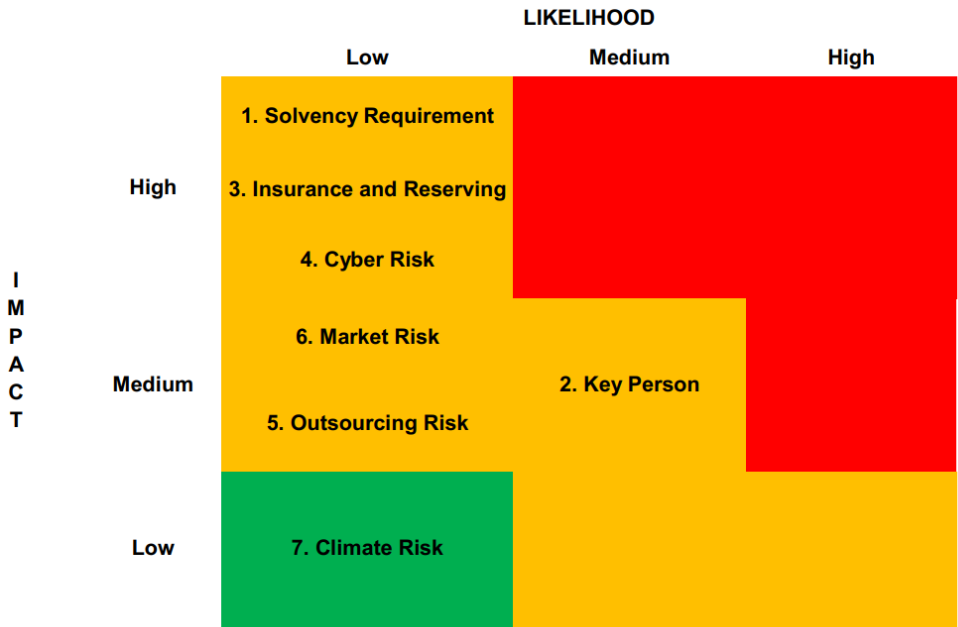 LIKELIHOOD
Low Medium High
1. Solvency Requirement
High 3. Insurance and Reserving
4. Cyber Risk
I
M
P
A
C
T
6. Market Risk
Medium 2. Key Person
5. Outsourcing Risk
Low 7. Climate Risk